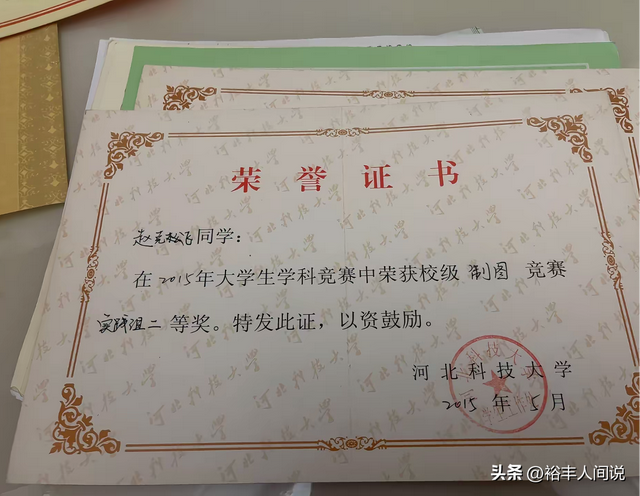 荣誉证书
赵克松飞同学：
在2015年大学生学科竞赛中荣获校级 制图 竞赛
实践组二等奖。特发此证，以资鼓励。
河北科技大学
2015年5月
头条 @裕丰人间说